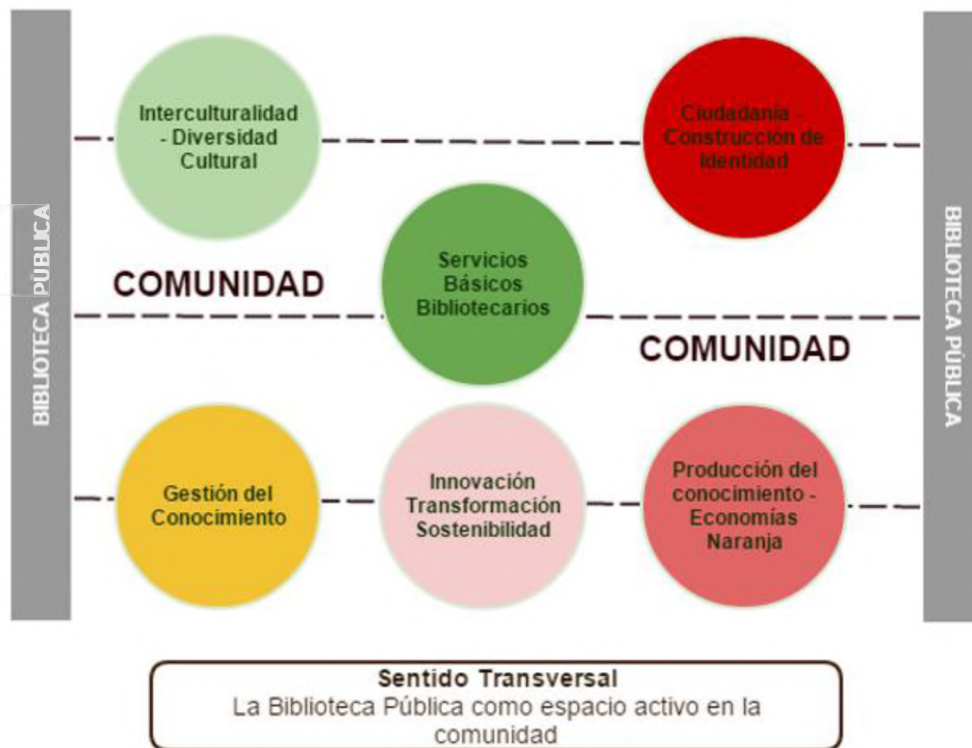 Interculturalidad
- Diversidad
Cultural
Ciudadanía -
Construcción de
Identidad
BIBLIOTECA PÚBLICA
COMUNIDAD
Servicios
Básicos
Bibliotecarios
COMUNIDAD
BIBLIOTECA PÚBLICA
Gestión del
Conocimiento
Innovación
Transformación
Sostenibilidad
Producción del
conocimiento -
Economías
Naranja
Sentido Transversal
La Biblioteca Pública como espacio activo en la
comunidad